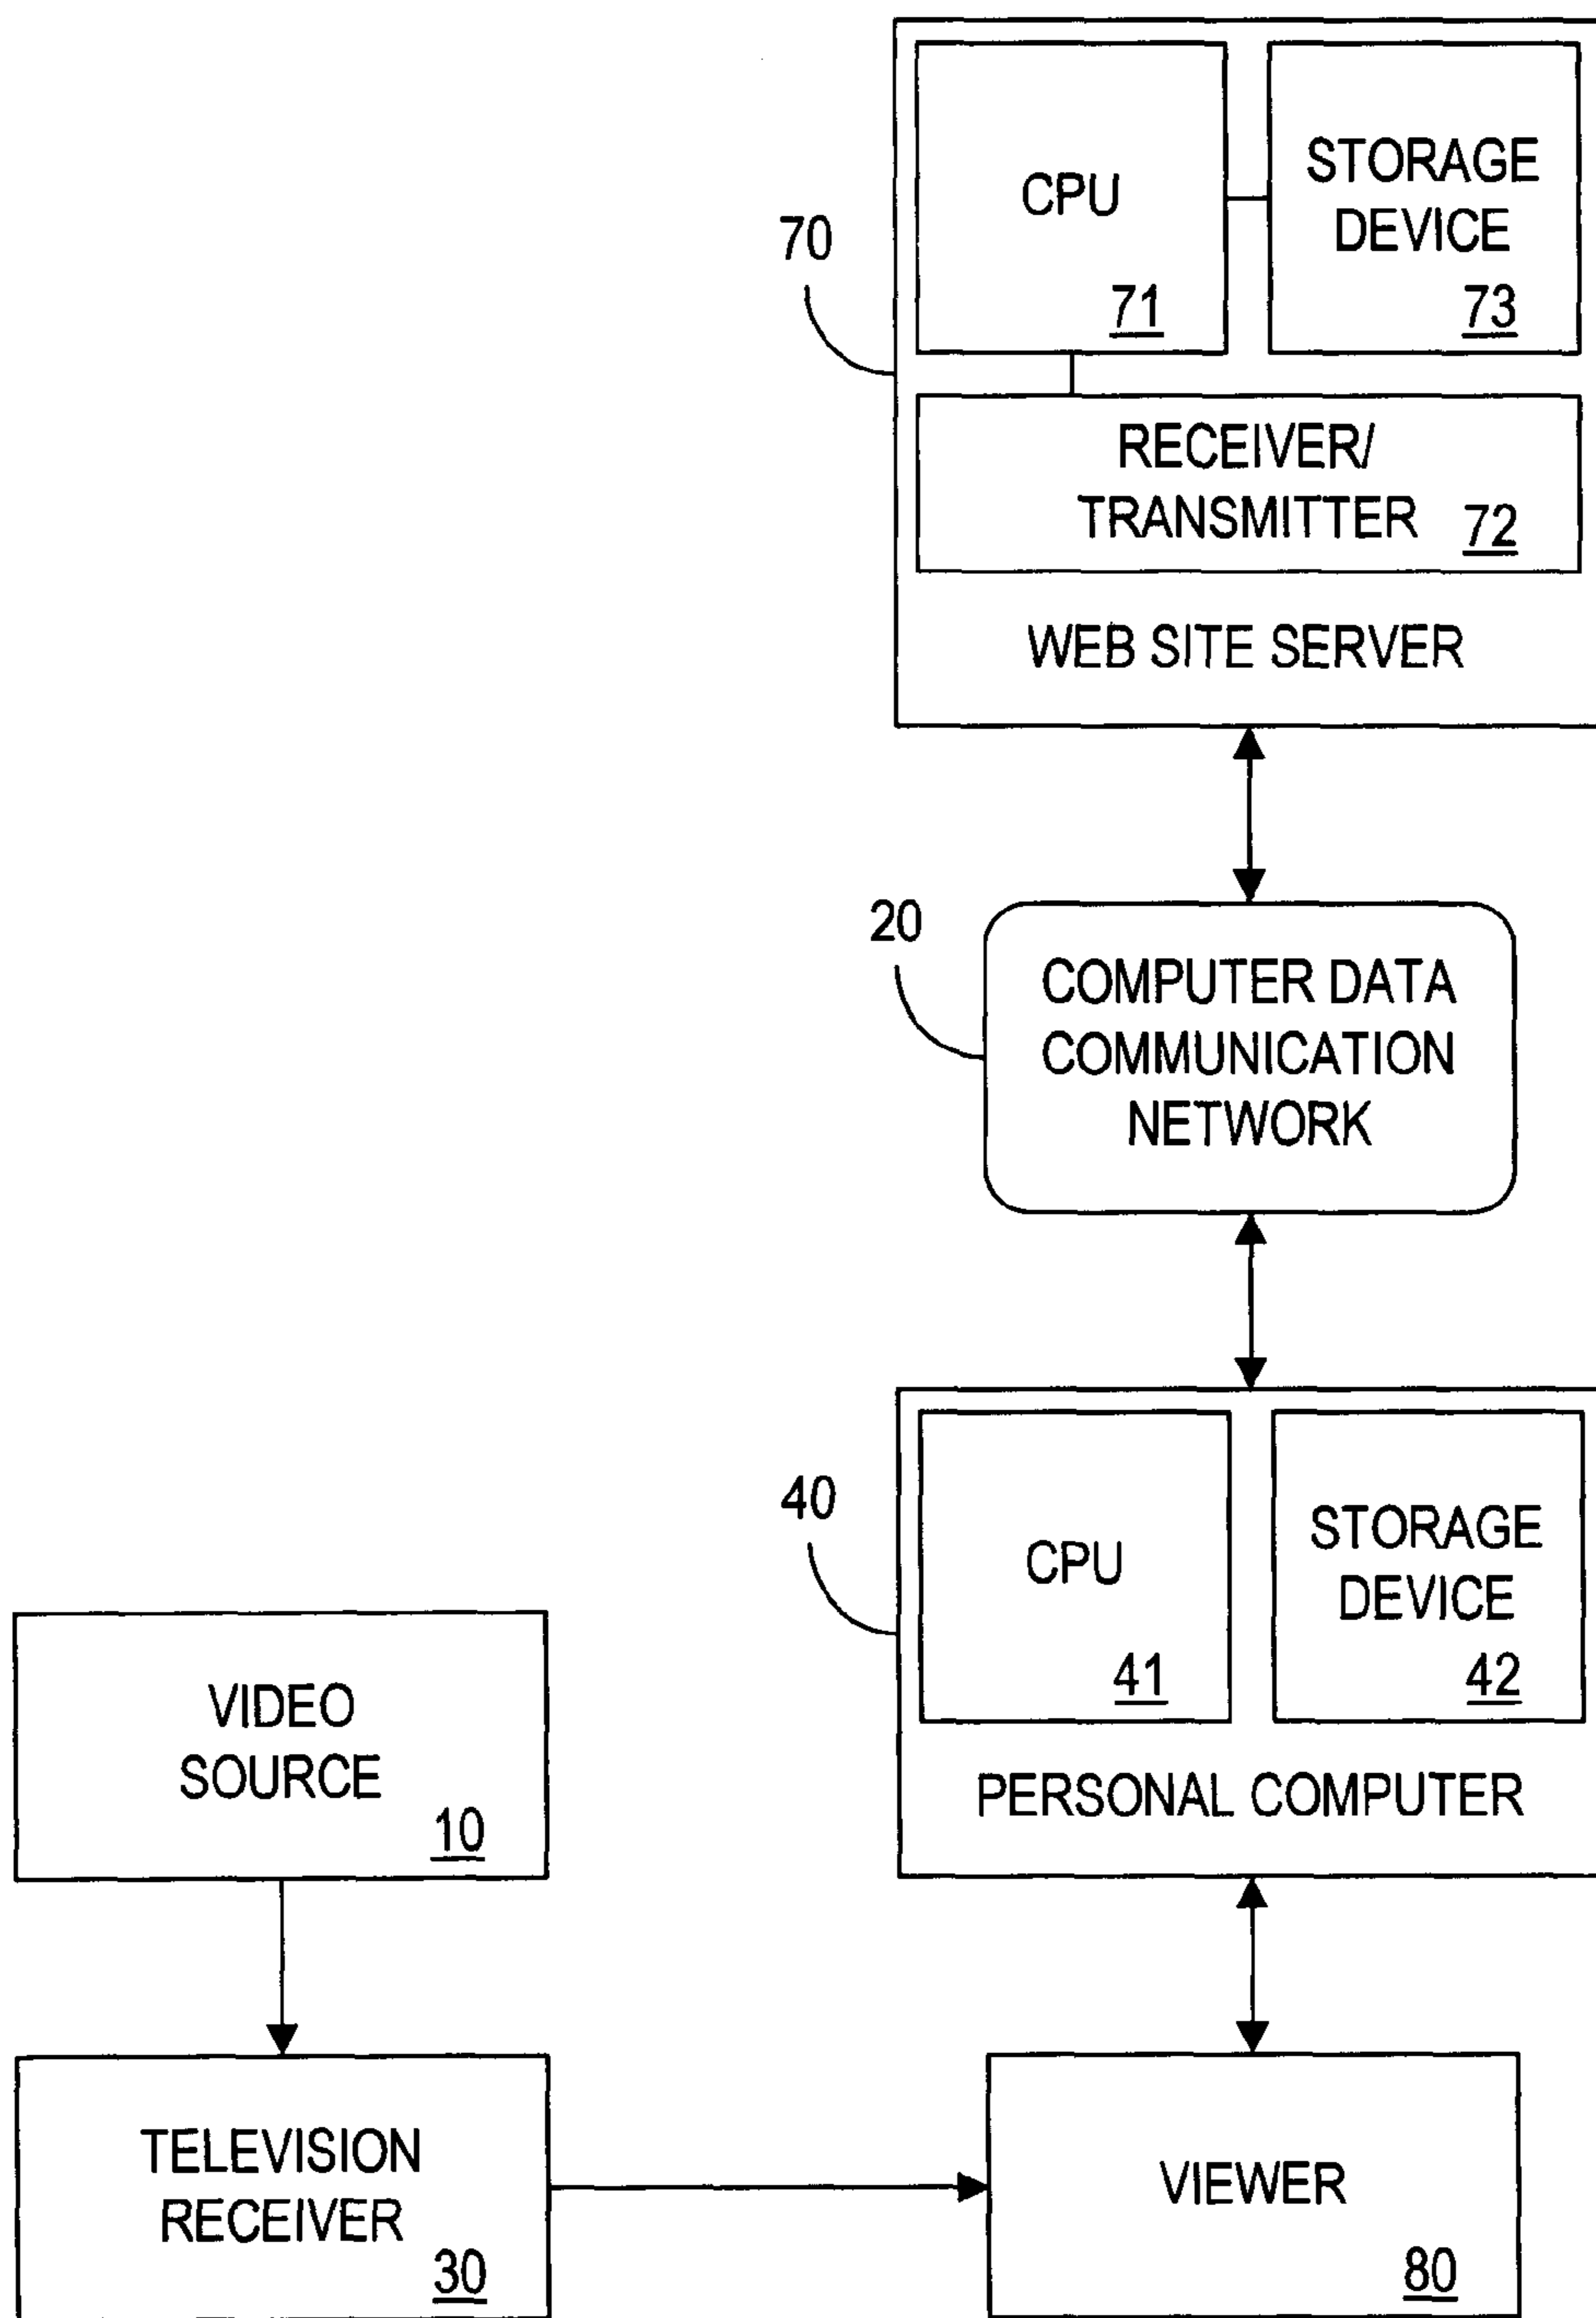 70
CPU
71
STORAGE
DEVICE
73
RECEIVER/
TRANSMITTER
72
WEB SITE SERVER
20
COMPUTER DATA
COMMUNICATION
NETWORK
40
CPU
41
STORAGE
DEVICE
42
PERSONAL COMPUTER
VIDEO
SOURCE
10
TELEVISION
RECEIVER
30
VIEWER
80